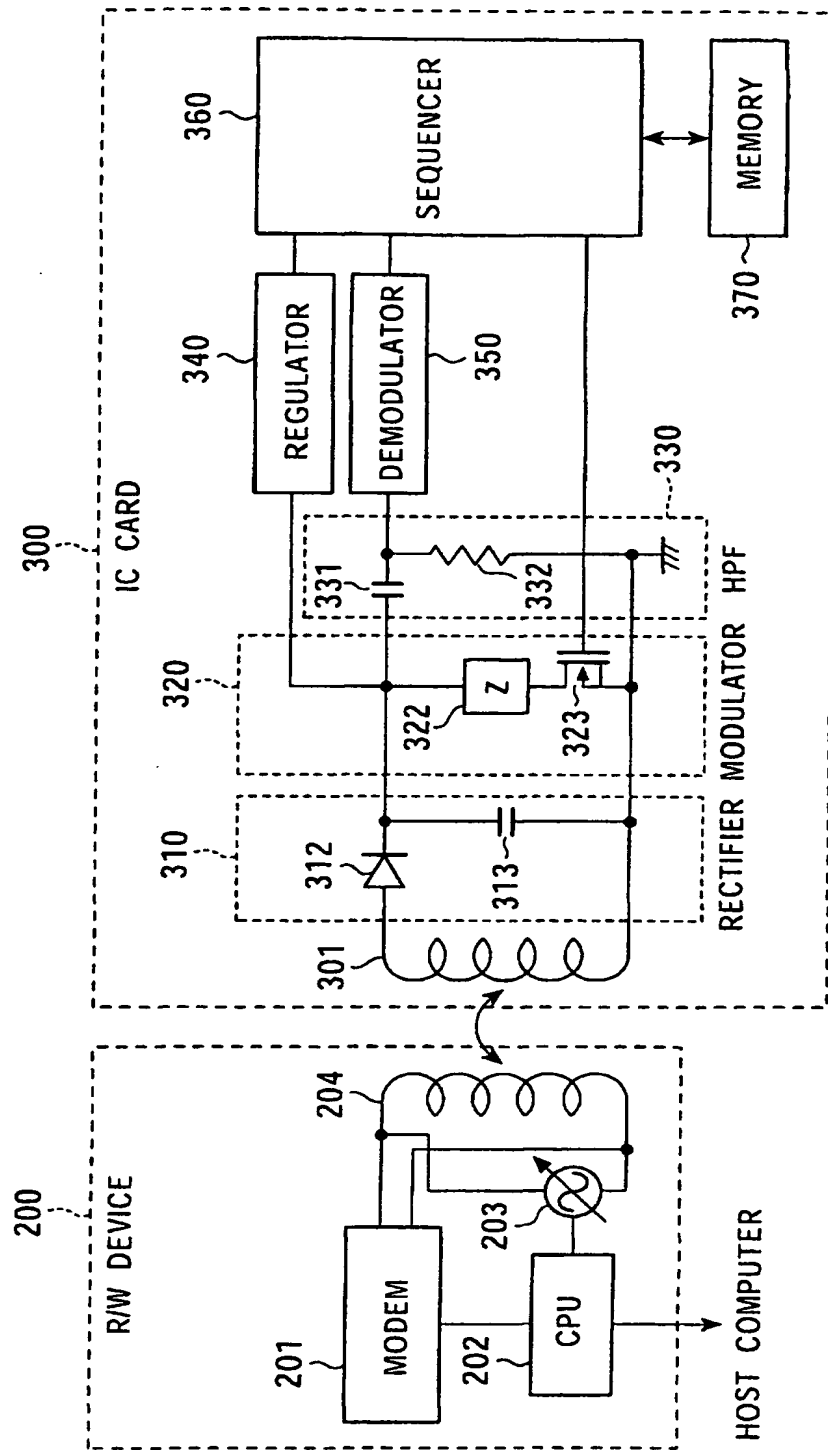 200
R/W DEVICE
201
MODEM
202
CPU
203
204
HOST COMPUTER
300
IC CARD
301
310
312
313
RECTIFIER
320
322
Z
323
MODULATOR
331
332
330
HPF
340
REGULATOR
DEMODULATOR
350
360
SEQUENCER
MEMORY
370